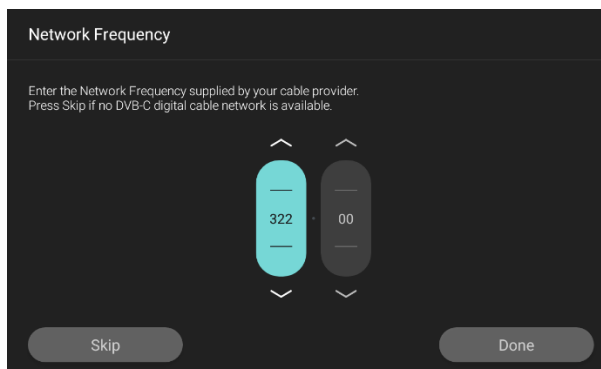 Network Frequency
Enter the Network Frequency supplied by your cable provider.
Press Skip if no DVB-C digital cable network is available.
322 · 00
Skip
Done